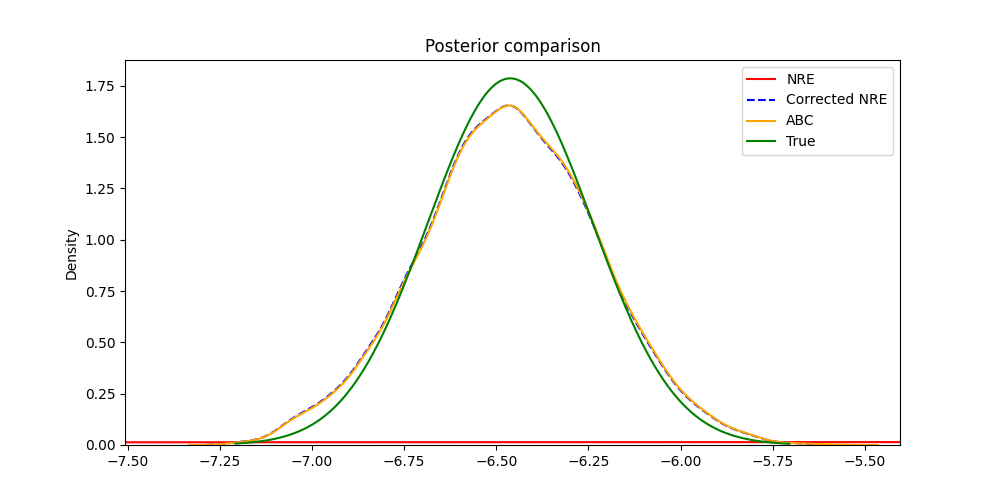 Posterior comparison
NRE
Corrected NRE
ABC
True
Density
1.75
1.50
1.25
1.00
0.75
0.50
0.25
0.00
−7.50 −7.25 −7.00 −6.75 −6.50 −6.25 −6.00 −5.75 −5.50